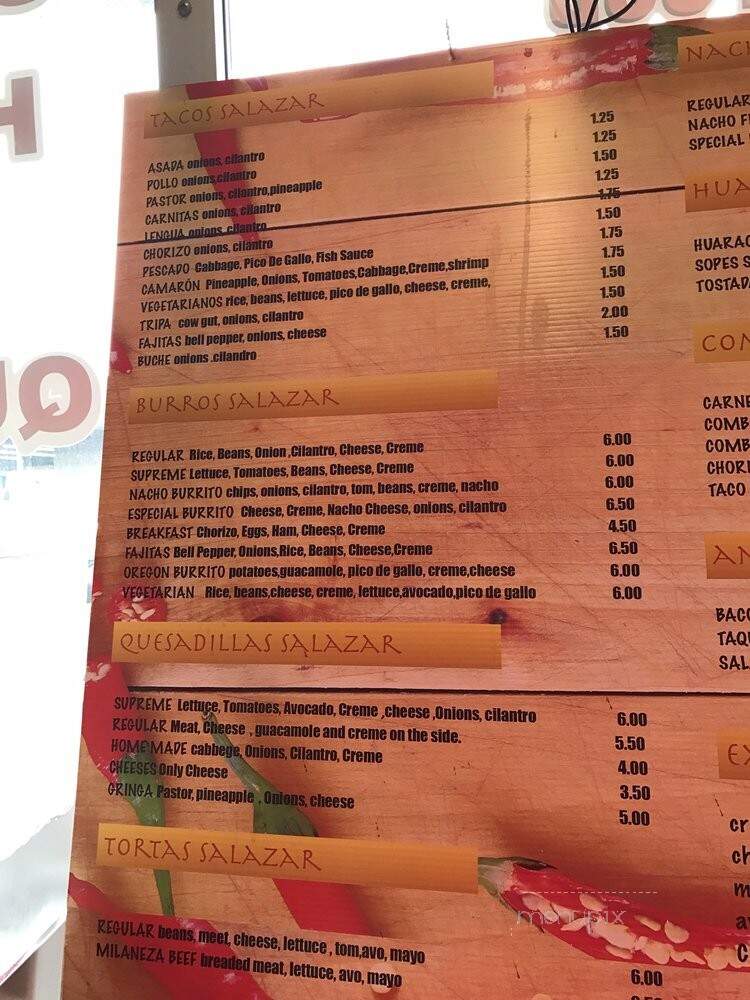 TACOS SALAZAR
ASADA onions, cilantro 1.25
POLLO onions,cilantro 1.25
PASTOR onions, cilantro,pineapple 1.50
CARNITAS onions, cilantro 1.25
LENGUA onions, cilantro 1.75
CHORIZO onions, cilantro 1.50
PESCADO Cabbage, Pico De Gallo, Fish Sauce 1.75
CAMARÓN Pineapple, Onions, Tomatoes,Cabbage,Creme,shrimp 1.75
VEGETARIANOS rice, beans, lettuce, pico de gallo, cheese, creme, 1.50
TRIPA cow gut, onions, cilantro 1.50
FAJITAS bell pepper, onions, cheese 2.00
BUCHE onions .cilandro 1.50
BURROS SALAZAR
REGULAR Rice, Beans, Onion ,Cilantro, Cheese, Creme 6.00
SUPREME Lettuce, Tomatoes, Beans, Cheese, Creme 6.00
NACHO BURRITO chips, onions, cilantro, tom, beans, creme, nacho 6.00
ESPECIAL BURRITO Cheese, Creme, Nacho Cheese, onions, cilantro 6.50
BREAKFAST Chorizo, Eggs, Ham, Cheese, Creme 4.50
FAJITAS Bell Pepper, Onions,Rice, Beans, Cheese,Creme 6.50
OREGON BURRITO potatoes,guacamole, pico de gallo, creme,cheese 6.00
VEGETARIAN Rice, beans,cheese, creme, lettuce,avocado,pico de gallo 6.00
QUESADILLAS SALAZAR
SUPREME Lettuce, Tomatoes, Avocado, Creme ,cheese ,Onions, cilantro 6.00
REGULAR Meat, Cheese , guacamole and creme on the side. 5.50
HOME MADE cabbege, Onions, Cilantro, Creme 4.00
CHEESES Only Cheese 3.50
GRINGA Pastor, pineapple , Onions, cheese 5.00
TORTAS SALAZAR
REGULAR beans, meet, cheese, lettuce , tom,avo, mayo 6.00
MILANEZA BEEF breaded meat, lettuce, avo, mayo
REGULAR
NACHO
SPECIAL
HUA
HUARAC
SOPES S
TOSTADA
CON
CARNE
COMB
COMB
CHORI
TACO
BACO
TAQU
SAL
EX
cr
ch
menupix